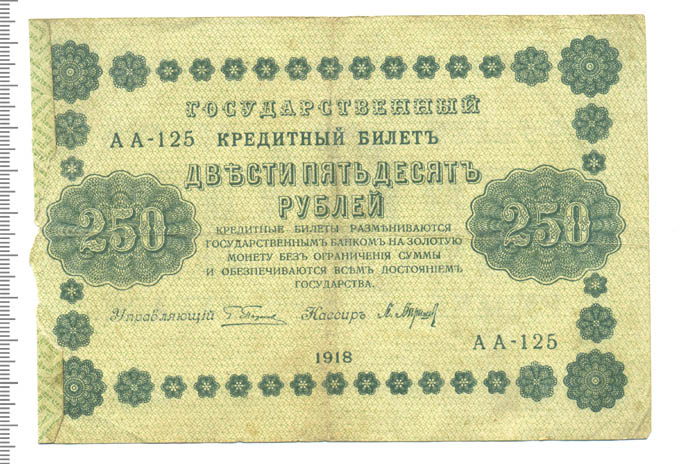 ГОСУДАРСТВЕННЫЙ
АА-125 КРЕДИТНЫЙ БИЛЕТЪ
ДВѢСТИ ПЯТЬДЕСЯТЪ
РУБЛЕЙ
250
250
КРЕДИТНЫЕ БИЛЕТЫ РАЗМѢНИВАЮТСЯ
ГОСУДАРСТВЕННЫМЪ БАНКОМЪ НА ЗОЛОТУЮ
МОНЕТУ БЕЗЪ ОГРАНИЧЕНІЯ СУММЫ
И ОБЕЗПЕЧИВАЮТСЯ ВСѢМЪ ДОСТОЯНІЕМЪ
ГОСУДАРСТВА.
Управляющій Кассиръ
АА-125
1918